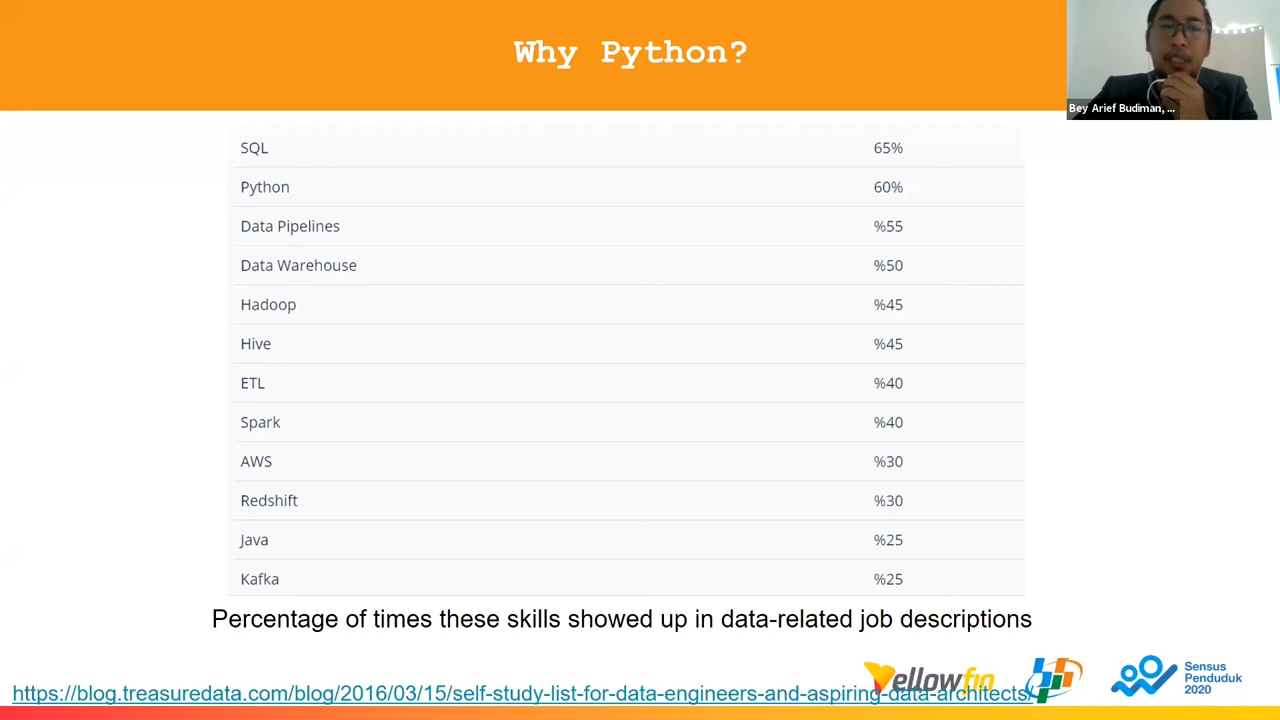 Why Python?
Bey Arief Budiman, ...
SQL 65%
Python 60%
Data Pipelines %55
Data Warehouse %50
Hadoop %45
Hive %45
ETL %40
Spark %40
AWS %30
Redshift %30
Java %25
Kafka %25
Percentage of times these skills showed up in data-related job descriptions
https://blog.treasuredata.com/blog/2016/03/15/self-study-list-for-data-engineers-and-aspiring-data-architects/
Yellowfin
Sensus
Penduduk
2020